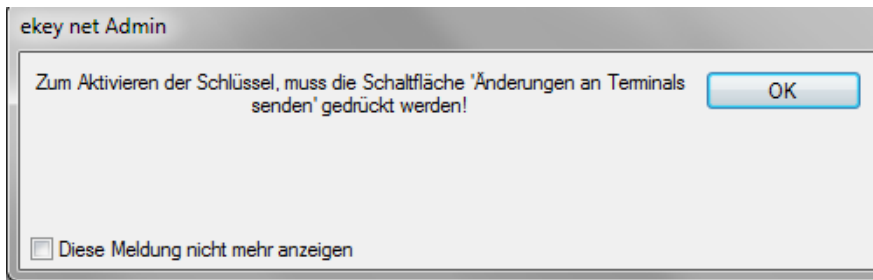 ekey net Admin
Zum Aktivieren der Schlüssel, muss die Schaltfläche 'Änderungen an Terminals
senden' gedrückt werden!
OK
Diese Meldung nicht mehr anzeigen